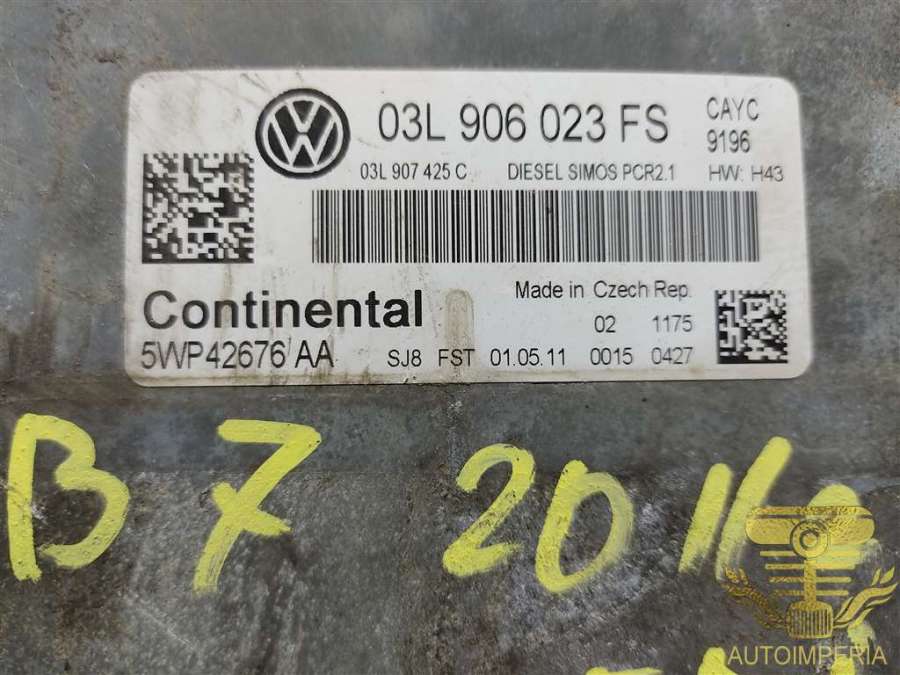 03L 906 023 FS
CAYC
9196
03L 907 425 C DIESEL SIMOS PCR2.1 HW: H43
Made in Czech Rep.
Continental
02 1175
5WP42676 AA SJ8 FST 01.05.11 0015 0427
B7 2011
AUTOIMPERIA